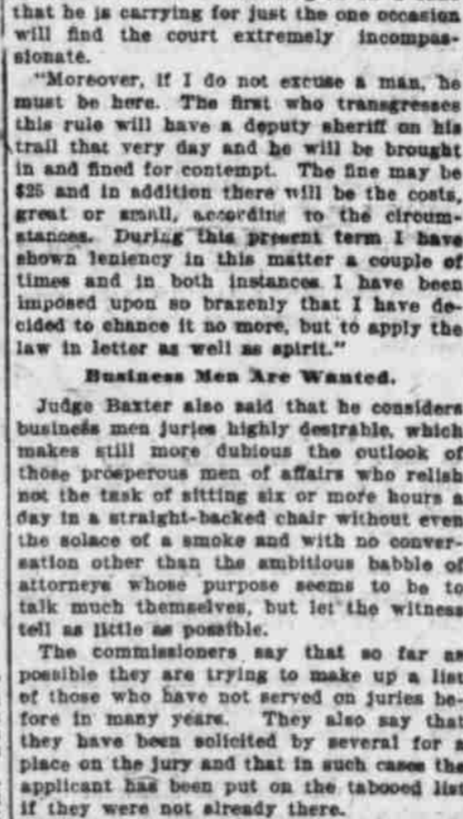 that he is carrying for just the one occasion
will find the court extremely incompas-
sionate.
"Moreover, if I do not excuse a man, he
must be here. The first who transgresses
this rule will have a deputy sheriff on his
trail that very day and he will be brought
in and fined for contempt. The fine may be
$25 and in addition there will be the costs,
great or small, according to the circum-
stances. During this present term I have
shown leniency in this matter a couple of
times and in both instances I have been
imposed upon so brazenly that I have de-
cided to chance it no more, but to apply the
law in letter as well as spirit."
Business Men Are Wanted.
Judge Baxter also said that he considers
business men juries highly desirable, which
makes still more dubious the outlook of
those prosperous men of affairs who relish
not the task of sitting six or more hours a
day in a straight-backed chair without even
the solace of a smoke and with no conver-
sation other than the ambitious babble of
attorneys whose purpose seems to be to
talk much themselves, but let the witness
tell as little as possible.
The commissioners say that so far as
possible they are trying to make up a list
of those who have not served on juries be-
fore in many years. They also say that
they have been solicited by several for a
place on the jury and that in such cases the
applicant has been put on the tabooed list
if they were not already there.